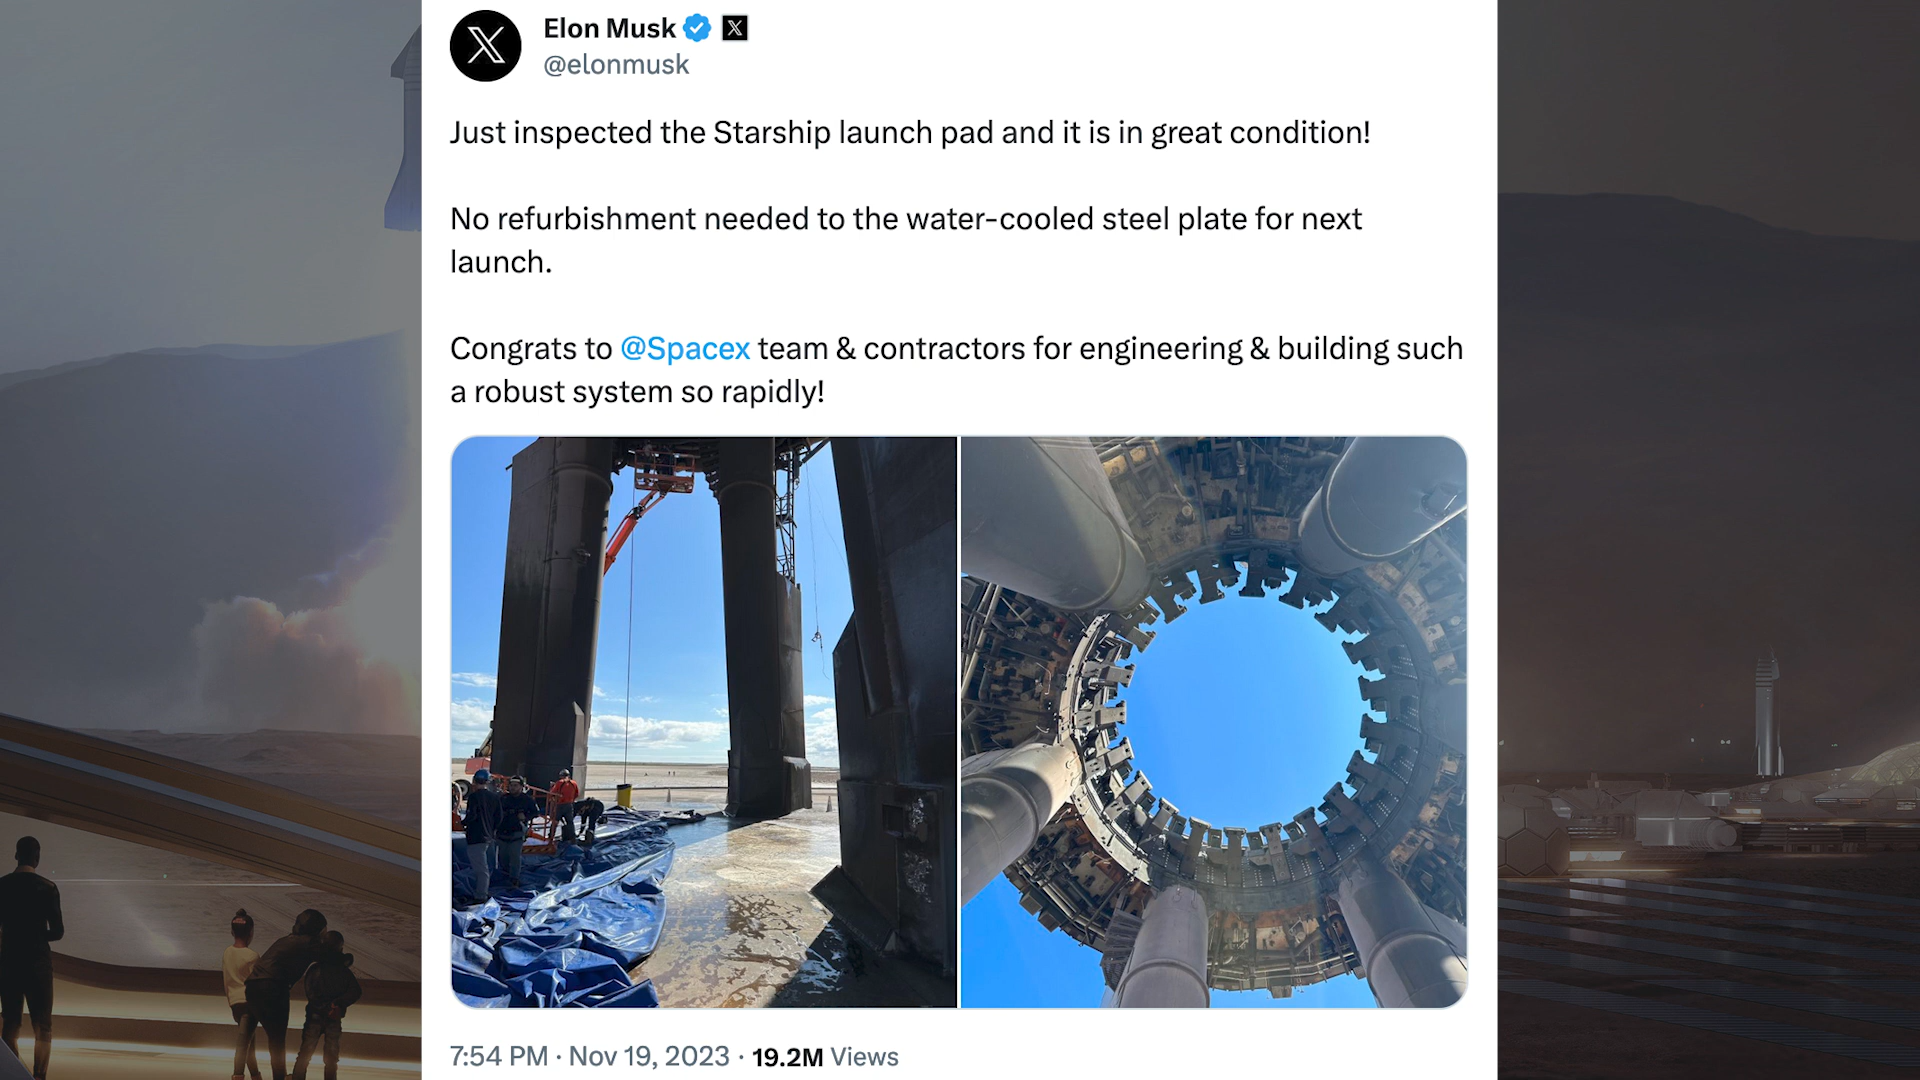 Elon Musk
@elonmusk
Just inspected the Starship launch pad and it is in great condition!
No refurbishment needed to the water-cooled steel plate for next
launch.
Congrats to @Spacex team & contractors for engineering & building such
a robust system so rapidly!
7:54 PM · Nov 19, 2023 · 19.2M Views